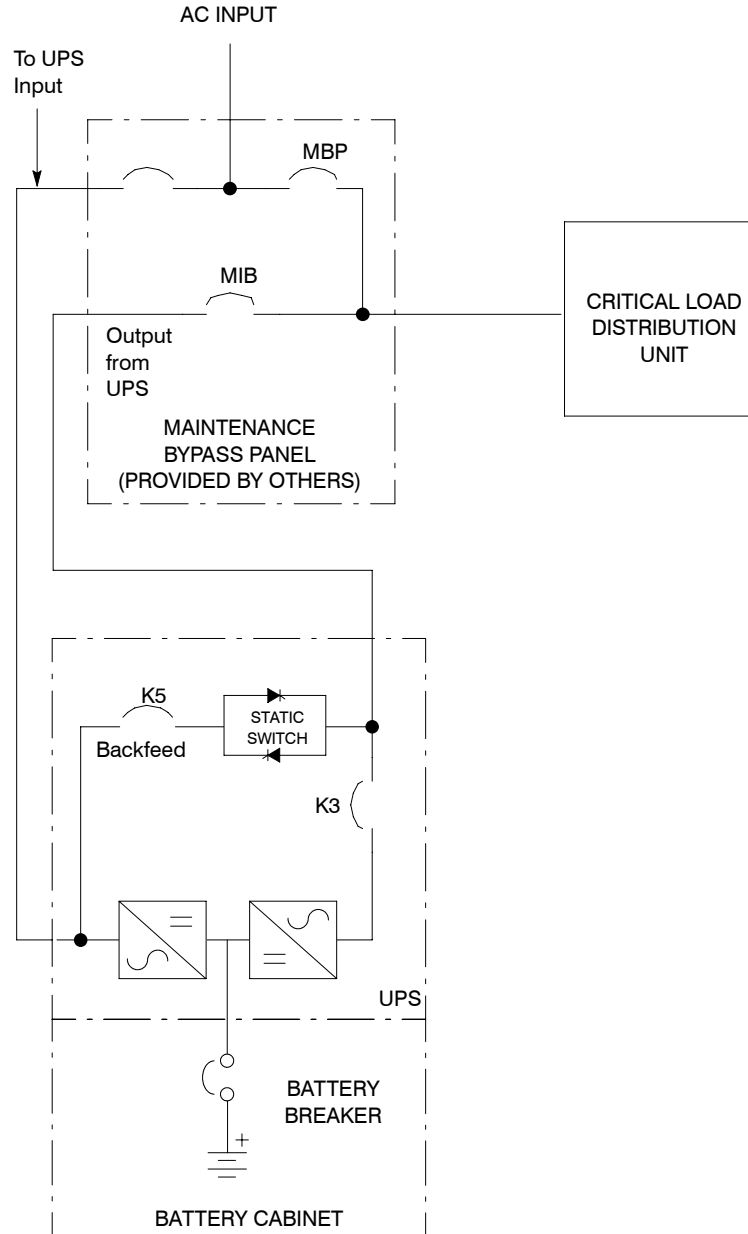 AC INPUT
To UPS
Input
MBP
MIB
Output
from
UPS
MAINTENANCE
BYPASS PANEL
(PROVIDED BY OTHERS)
CRITICAL LOAD
DISTRIBUTION
UNIT
K5
Backfeed
STATIC
SWITCH
K3
UPS
BATTERY
BREAKER
+
BATTERY CABINET